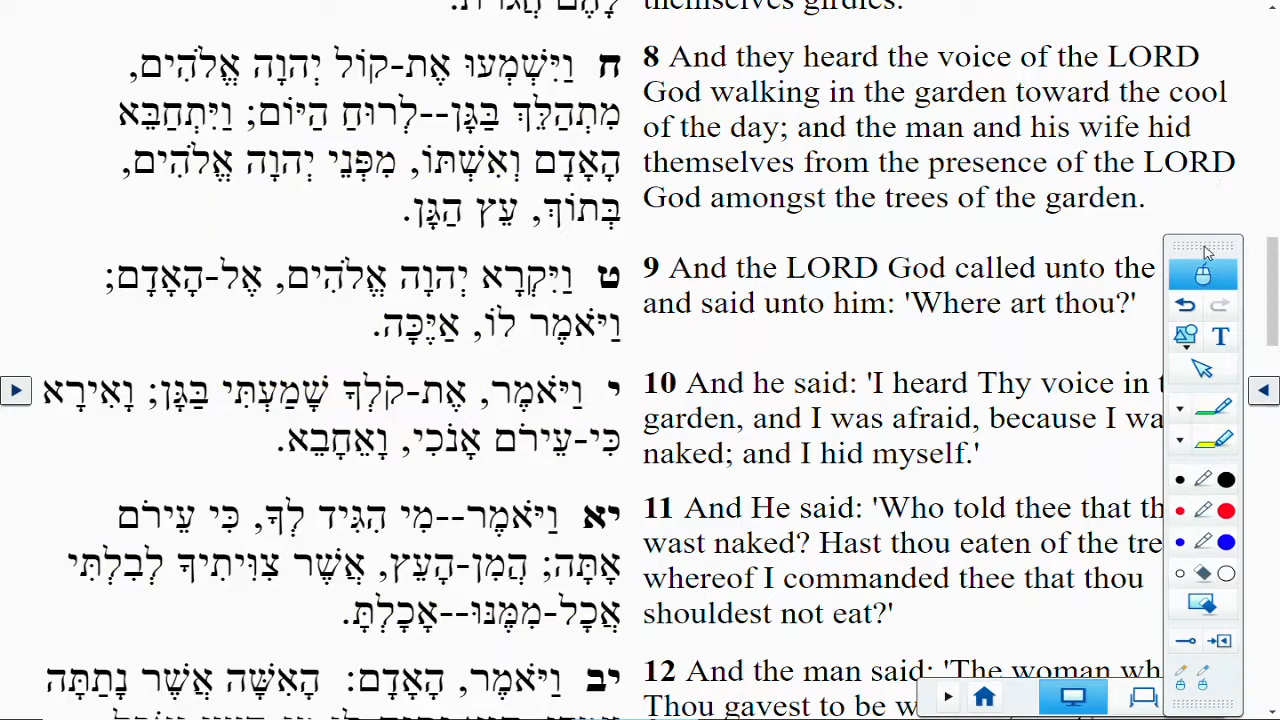 themselves girdles.
ח וַיִּשְׁמְעוּ אֶת-קוֹל יְהוָה אֱלֹהִים,
מִתְהַלֵּךְ בַּגָּן--לְרוּחַ הַיּוֹם; וַיִּתְחַבֵּא
הָאָדָם וְאִשְׁתּוֹ, מִפְּנֵי יְהוָה אֱלֹהִים,
בְּתוֹךְ, עֵץ הַגָּן.
8 And they heard the voice of the LORD
God walking in the garden toward the cool
of the day; and the man and his wife hid
themselves from the presence of the LORD
God amongst the trees of the garden.
ט וַיִּקְרָא יְהוָה אֱלֹהִים, אֶל-הָאָדָם;
וַיֹּאמֶר לוֹ, אַיֶּכָּה.
9 And the LORD God called unto the
and said unto him: 'Where art thou?'
י וַיֹּאמֶר, אֶת-קֹלְךָ שָׁמַעְתִּי בַּגָּן; וָאִירָא
כִּי-עֵירֹם אָנֹכִי, וָאֵחָבֵא.
10 And he said: 'I heard Thy voice in
garden, and I was afraid, because I wa
naked; and I hid myself.'
יא וַיֹּאמֶר--מִי הִגִּיד לְךָ, כִּי עֵירֹם
אָתָּה; הֲמִן-הָעֵץ, אֲשֶׁר צִוִּיתִיךָ לְבִלְתִּי
אֲכָל-מִמֶּנּוּ--אָכָלְתָּ.
11 And He said: 'Who told thee that th
wast naked? Hast thou eaten of the tre
whereof I commanded thee that thou
shouldest not eat?'
יב וַיֹּאמֶר, הָאָדָם: הָאִשָּׁה אֲשֶׁר נָתַתָּה
12 And the man said: 'The woman wh
Thou gavest to be w
T